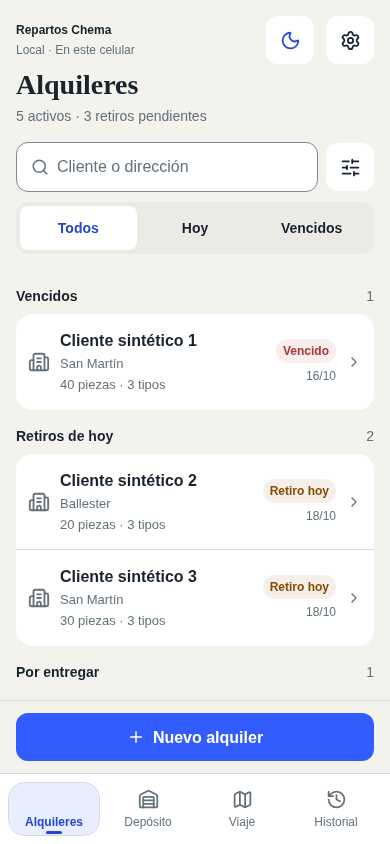 Repartos Chema
Local · En este celular
Alquileres
5 activos · 3 retiros pendientes
Cliente o dirección
Todos
Hoy
Vencidos
Vencidos
1
Cliente sintético 1
Vencido
San Martín
16/10
40 piezas · 3 tipos
Retiros de hoy
2
Cliente sintético 2
Retiro hoy
Ballester
18/10
20 piezas · 3 tipos
Cliente sintético 3
Retiro hoy
San Martín
18/10
30 piezas · 3 tipos
Por entregar
1
Nuevo alquiler
Alquileres
Depósito
Viaje
Historial